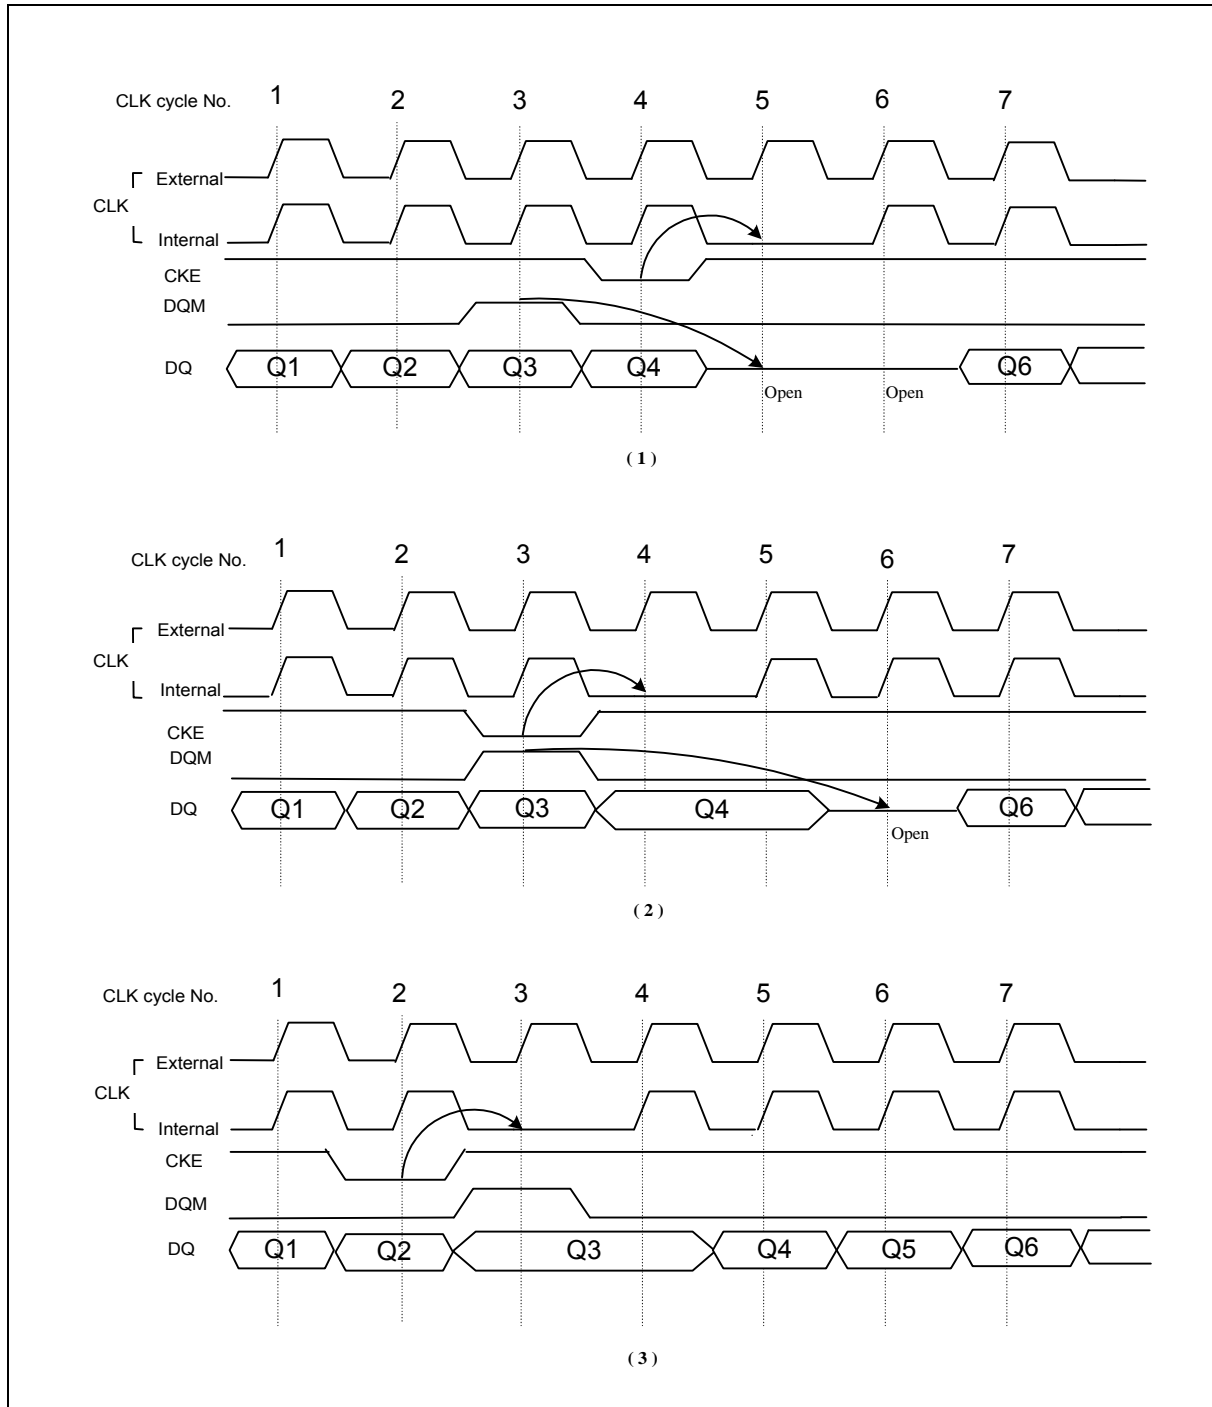 CLK cycle No. 1 2 3 4 5 6 7
External
CLK
Internal
CKE
DQM
DQ Q1 Q2 Q3 Q4 Q6
Open Open
( 1 )
CLK cycle No. 1 2 3 4 5 6 7
External
CLK
Internal
CKE
DQM
DQ Q1 Q2 Q3 Q4 Q6
Open
( 2 )
CLK cycle No. 1 2 3 4 5 6 7
External
CLK
Internal
CKE
DQM
DQ Q1 Q2 Q3 Q4 Q5 Q6
( 3 )